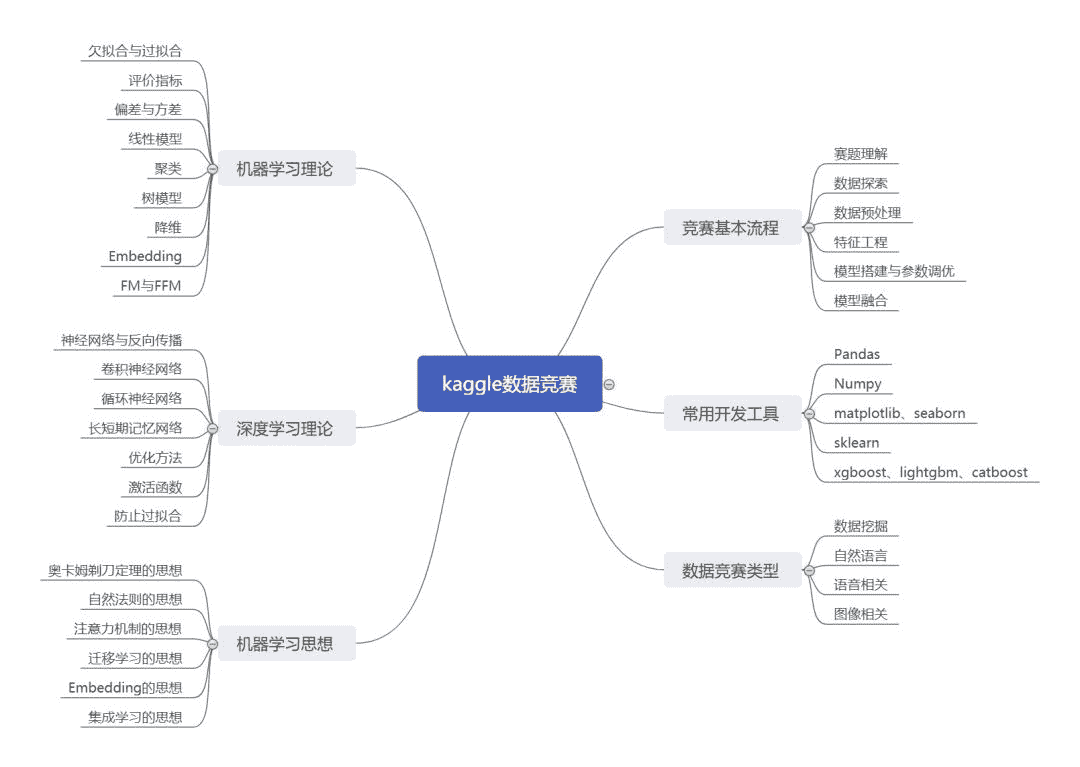 kaggle数据竞赛
机器学习理论
欠拟合与过拟合
评价指标
偏差与方差
线性模型
聚类
树模型
降维
Embedding
FM与FFM
深度学习理论
神经网络与反向传播
卷积神经网络
循环神经网络
长短期记忆网络
优化方法
激活函数
防止过拟合
机器学习思想
奥卡姆剃刀定理的思想
自然法则的思想
注意力机制的思想
迁移学习的思想
Embedding的思想
集成学习的思想
竞赛基本流程
赛题理解
数据探索
数据预处理
特征工程
模型搭建与参数调优
模型融合
常用开发工具
Pandas
Numpy
matplotlib、seaborn
sklearn
xgboost、lightgbm、catboost
数据竞赛类型
数据挖掘
自然语言
语音相关
图像相关